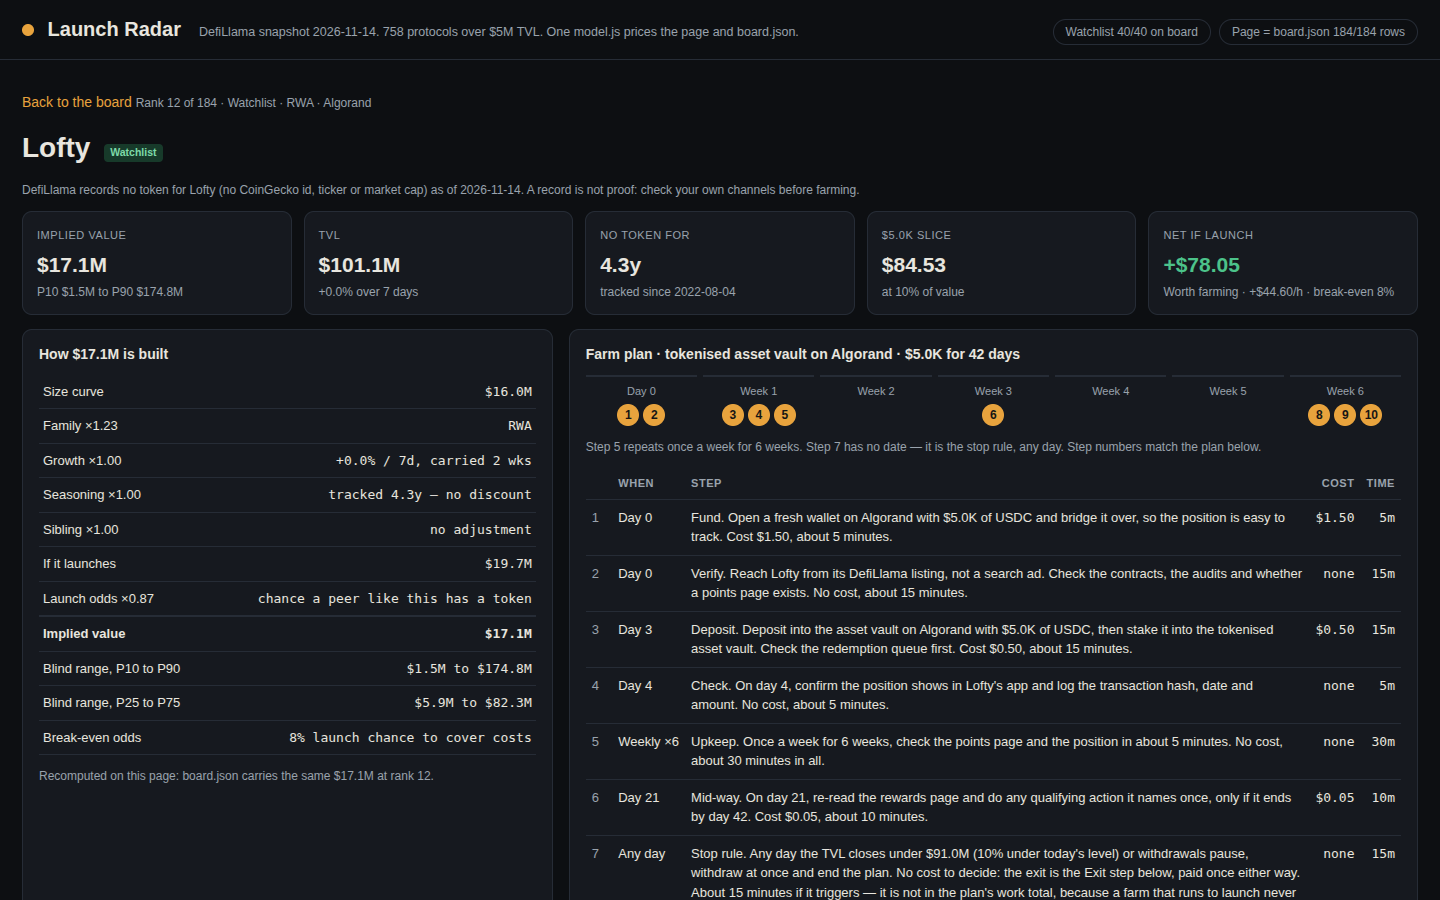 Launch Radar
DefiLlama snapshot 2026-11-14. 758 protocols over $5M TVL. One model.js prices the page and board.json.
Watchlist 40/40 on board
Page = board.json 184/184 rows
Back to the board Rank 12 of 184 · Watchlist · RWA · Algorand
Lofty
Watchlist
DefiLlama records no token for Lofty (no CoinGecko id, ticker or market cap) as of 2026-11-14. A record is not proof: check your own channels before farming.
IMPLIED VALUE
$17.1M
P10 $1.5M to P90 $174.8M
TVL
$101.1M
+0.0% over 7 days
NO TOKEN FOR
4.3y
tracked since 2022-08-04
$5.0K SLICE
$84.53
at 10% of value
NET IF LAUNCH
+$78.05
Worth farming · +$44.60/h · break-even 8%
How $17.1M is built
Size curve $16.0M
Family ×1.23 RWA
Growth ×1.00 +0.0% / 7d, carried 2 wks
Seasoning ×1.00 tracked 4.3y — no discount
Sibling ×1.00 no adjustment
If it launches $19.7M
Launch odds ×0.87 chance a peer like this has a token
Implied value $17.1M
Blind range, P10 to P90 $1.5M to $174.8M
Blind range, P25 to P75 $5.9M to $82.3M
Break-even odds 8% launch chance to cover costs
Recomputed on this page: board.json carries the same $17.1M at rank 12.
Farm plan · tokenised asset vault on Algorand · $5.0K for 42 days
Day 0 Week 1 Week 2 Week 3 Week 4 Week 5 Week 6
1 2 3 4 5 6 8 9 10
Step 5 repeats once a week for 6 weeks. Step 7 has no date — it is the stop rule, any day. Step numbers match the plan below.
WHEN STEP COST TIME
1 Day 0 Fund. Open a fresh wallet on Algorand with $5.0K of USDC and bridge it over, so the position is easy to $1.50 5m
track. Cost $1.50, about 5 minutes.
2 Day 0 Verify. Reach Lofty from its DefiLlama listing, not a search ad. Check the contracts, the audits and whether none 15m
a points page exists. No cost, about 15 minutes.
3 Day 3 Deposit. Deposit into the asset vault on Algorand with $5.0K of USDC, then stake it into the tokenised $0.50 15m
asset vault. Check the redemption queue first. Cost $0.50, about 15 minutes.
4 Day 4 Check. On day 4, confirm the position shows in Lofty's app and log the transaction hash, date and none 5m
amount. No cost, about 5 minutes.
5 Weekly ×6 Upkeep. Once a week for 6 weeks, check the points page and the position in about 5 minutes. No cost, none 30m
about 30 minutes in all.
6 Day 21 Mid-way. On day 21, re-read the rewards page and do any qualifying action it names once, only if it ends $0.05 10m
by day 42. Cost $0.05, about 10 minutes.
7 Any day Stop rule. Any day the TVL closes under $91.0M (10% under today's level) or withdrawals pause, none 15m
withdraw at once and end the plan. No cost to decide: the exit is the Exit step below, paid once either way.
About 15 minutes if it triggers — it is not in the plan's work total, because a farm that runs to launch never